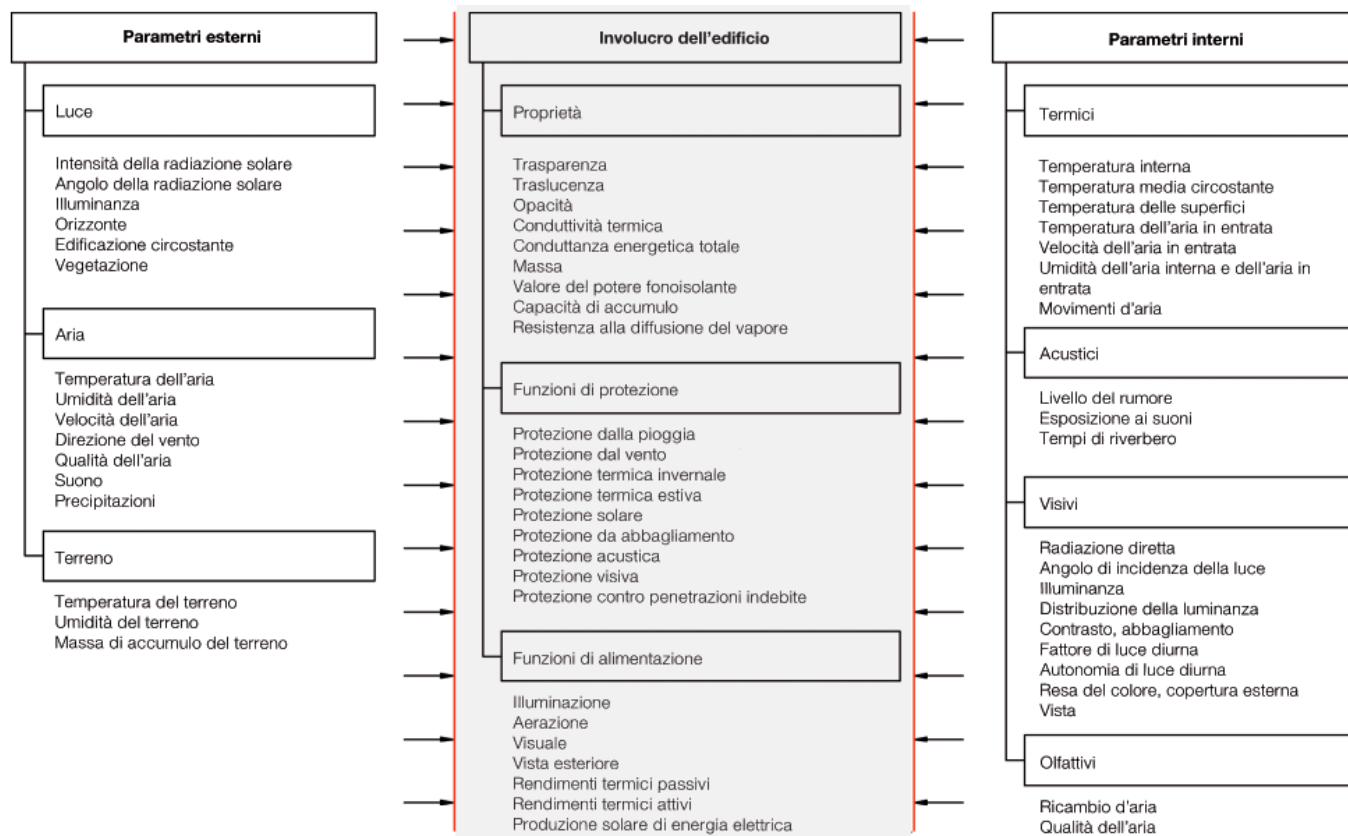 Parametri esterni
Luce
Intensità della radiazione solare
Angolo della radiazione solare
Illuminanza
Orizzonte
Edificazione circostante
Vegetazione
Aria
Temperatura dell'aria
Umidità dell'aria
Velocità dell'aria
Direzione del vento
Qualità dell'aria
Suono
Precipitazioni
Terreno
Temperatura del terreno
Umidità del terreno
Massa di accumulo del terreno
Involucro dell'edificio
Proprietà
Trasparenza
Traslucenza
Opacità
Conduttività termica
Conduttanza energetica totale
Massa
Valore del potere fonoisolante
Capacità di accumulo
Resistenza alla diffusione del vapore
Funzioni di protezione
Protezione dalla pioggia
Protezione dal vento
Protezione termica invernale
Protezione termica estiva
Protezione solare
Protezione da abbagliamento
Protezione acustica
Protezione visiva
Protezione contro penetrazioni indebite
Funzioni di alimentazione
Illuminazione
Aerazione
Visuale
Vista esteriore
Rendimenti termici passivi
Rendimenti termici attivi
Produzione solare di energia elettrica
Parametri interni
Termici
Temperatura interna
Temperatura media circostante
Temperatura delle superfici
Temperatura dell'aria in entrata
Velocità dell'aria in entrata
Umidità dell'aria interna e dell'aria in
entrata
Movimenti d'aria
Acustici
Livello del rumore
Esposizione ai suoni
Tempi di riverbero
Visivi
Radiazione diretta
Angolo di incidenza della luce
Illuminanza
Distribuzione della luminanza
Contrasto, abbagliamento
Fattore di luce diurna
Autonomia di luce diurna
Resa del colore, copertura esterna
Vista
Olfattivi
Ricambio d'aria
Qualità dell'aria